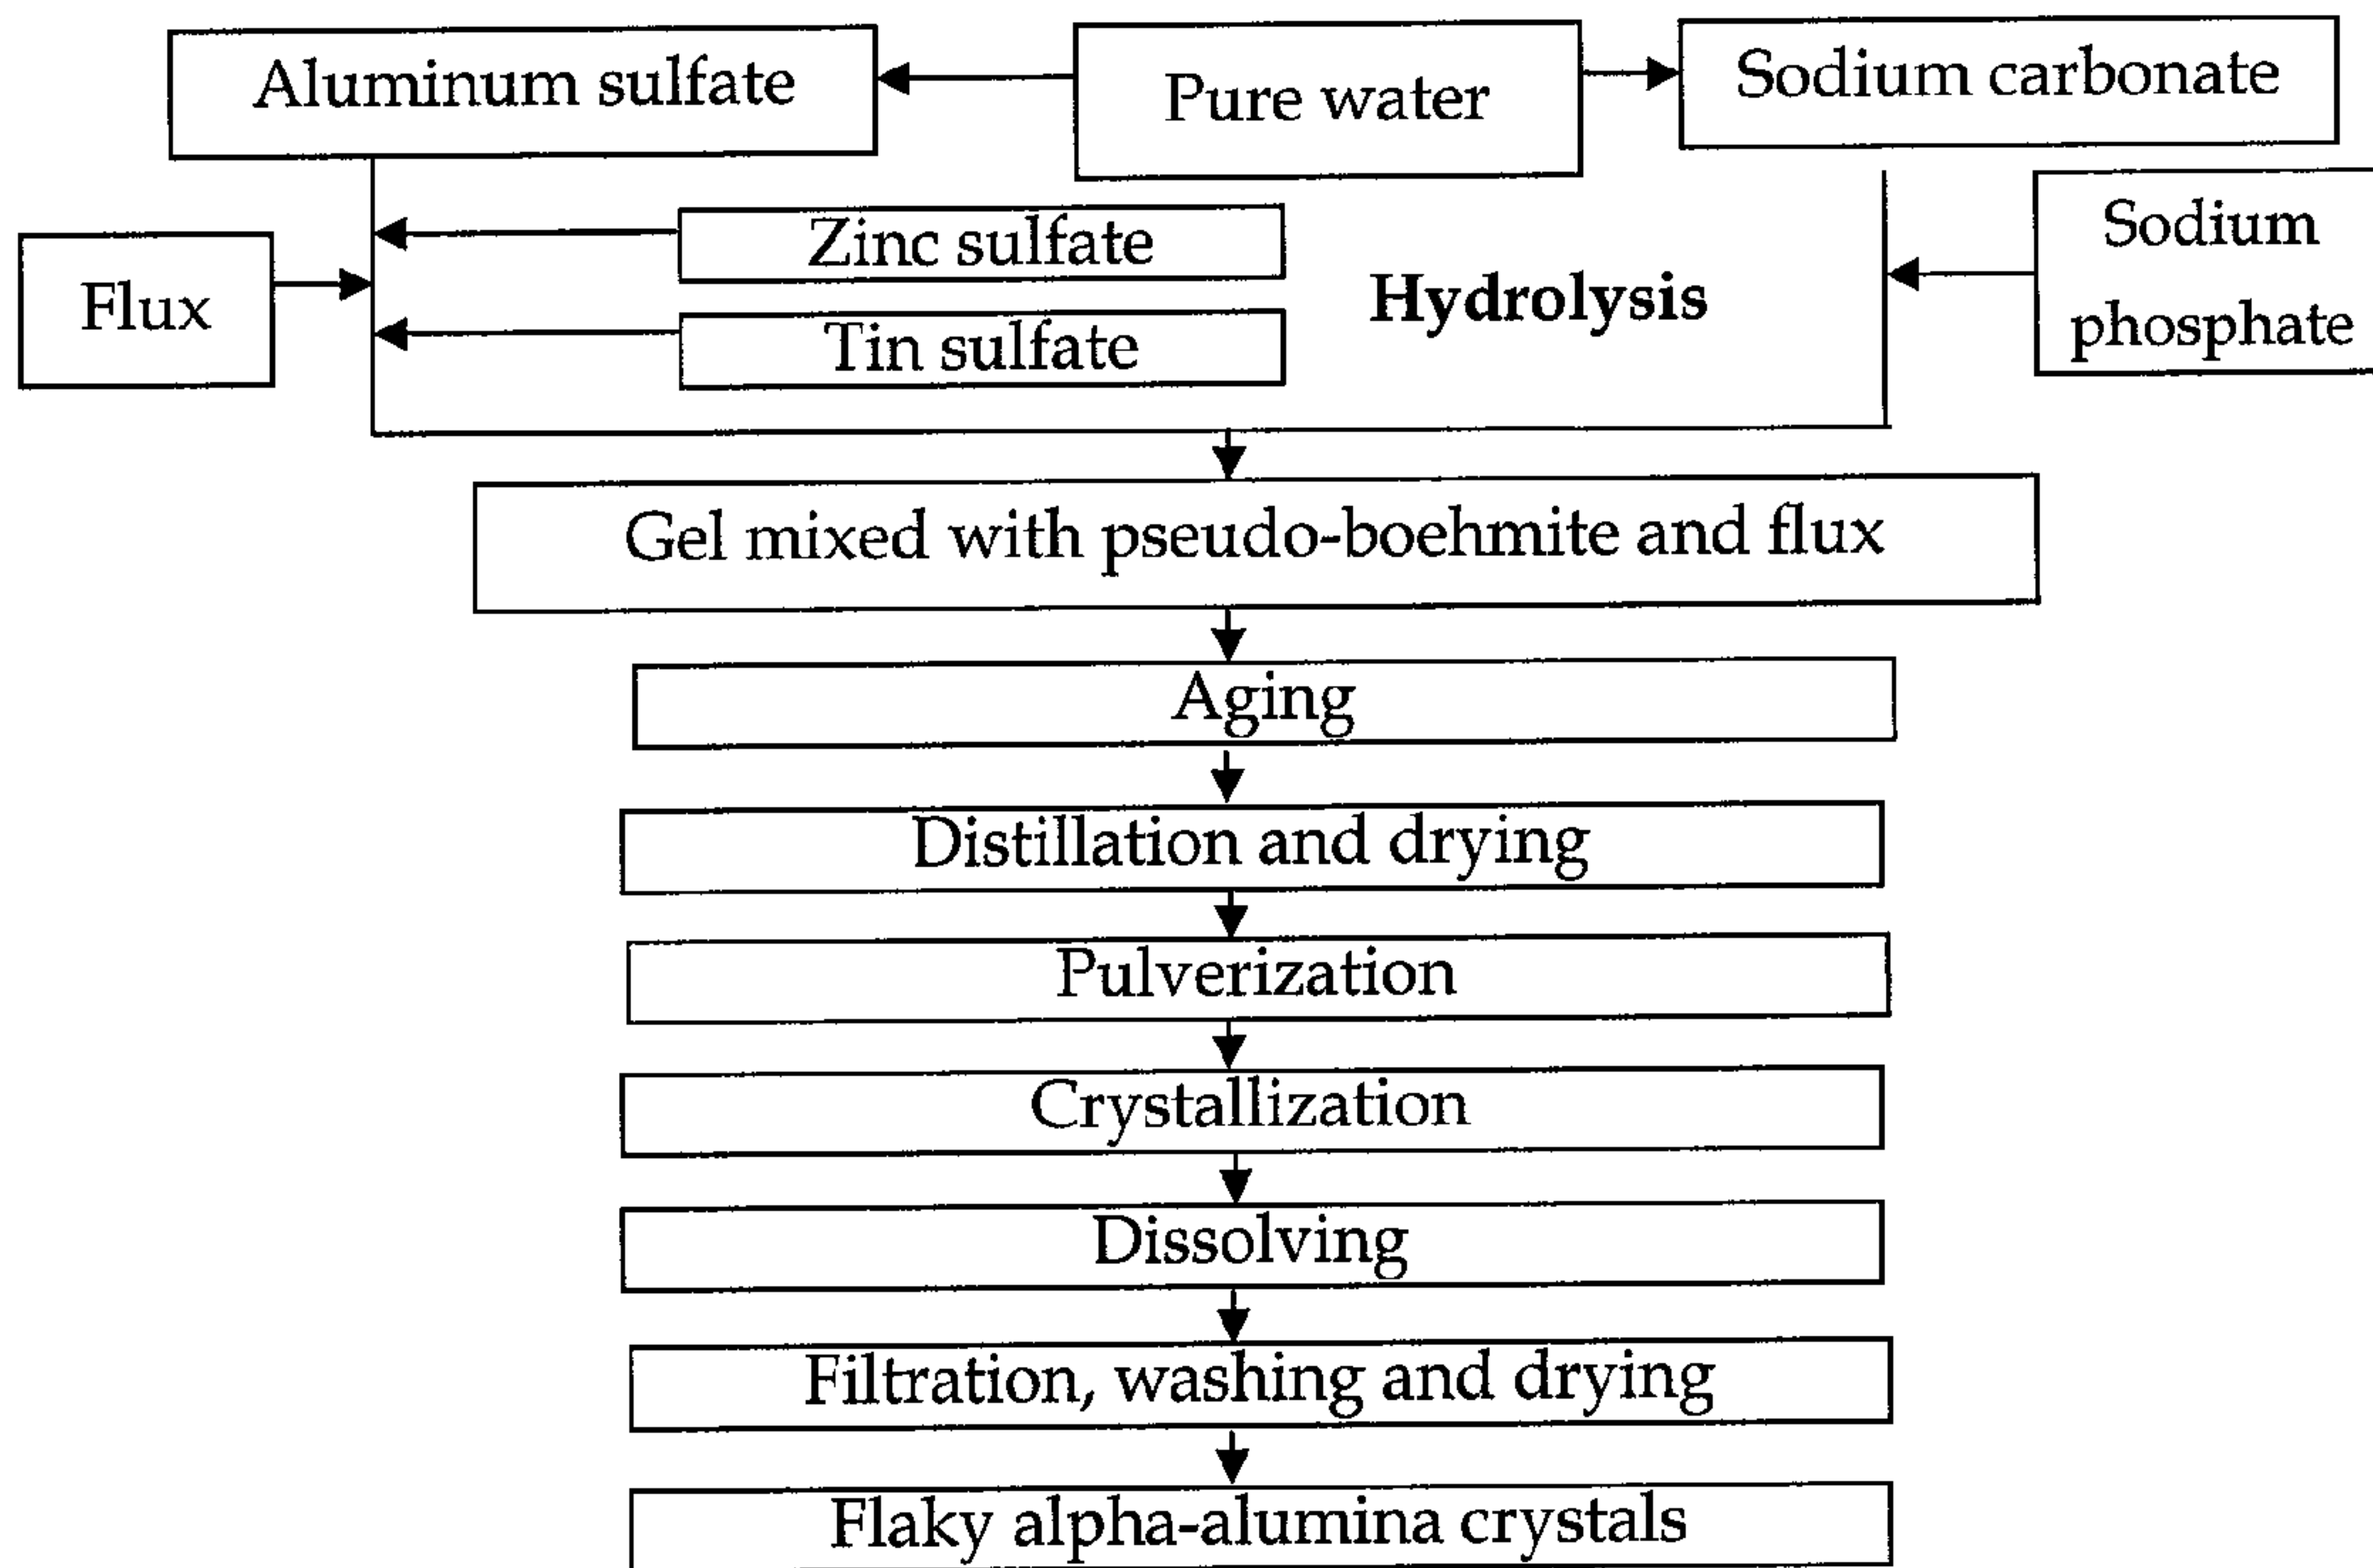 Aluminum sulfate
Pure water
Sodium carbonate
Flux
Zinc sulfate
Tin sulfate
Hydrolysis
Sodium
phosphate
Gel mixed with pseudo-boehmite and flux
Aging
Distillation and drying
Pulverization
Crystallization
Dissolving
Filtration, washing and drying
Flaky alpha-alumina crystals